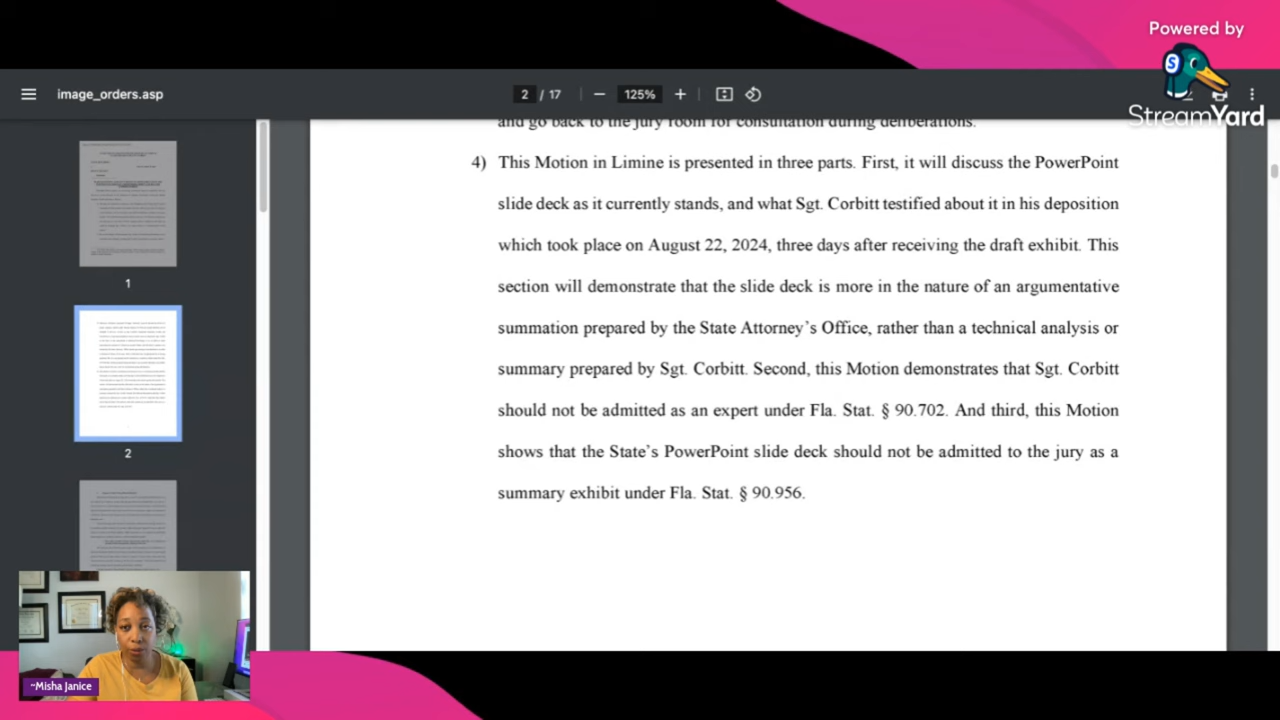 Powered by
StreamYard
image_orders.asp
2 / 17
125%
and go back to the jury room for consultation during deliberations.
4) This Motion in Limine is presented in three parts. First, it will discuss the PowerPoint
slide deck as it currently stands, and what Sgt. Corbitt testified about it in his deposition
which took place on August 22, 2024, three days after receiving the draft exhibit. This
section will demonstrate that the slide deck is more in the nature of an argumentative
summation prepared by the State Attorney’s Office, rather than a technical analysis or
summary prepared by Sgt. Corbitt. Second, this Motion demonstrates that Sgt. Corbitt
should not be admitted as an expert under Fla. Stat. § 90.702. And third, this Motion
shows that the State’s PowerPoint slide deck should not be admitted to the jury as a
summary exhibit under Fla. Stat. § 90.956.
1
2
~Misha Janice